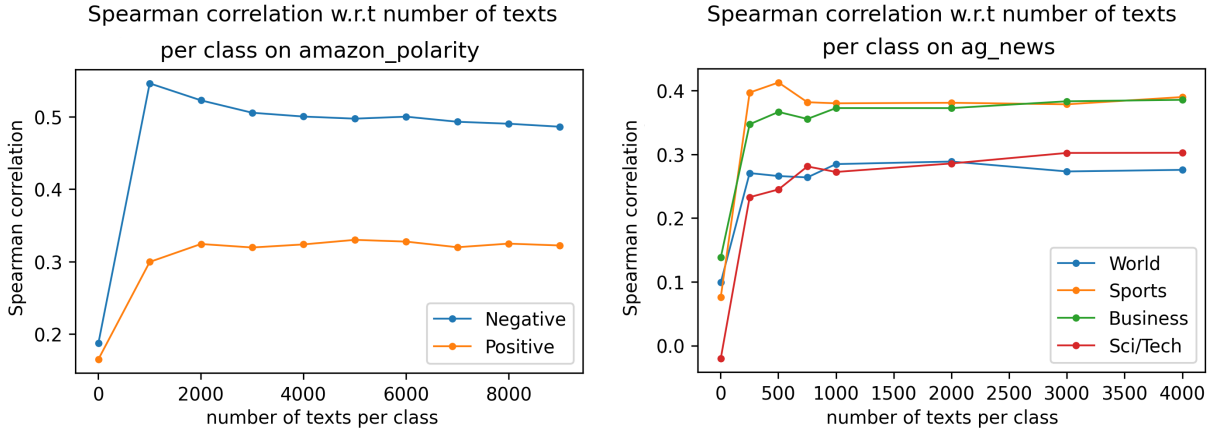 Spearman correlation w.r.t number of texts
per class on amazon_polarity
Spearman correlation
0.5
0.4
0.3
0.2
0
2000
4000
6000
8000
number of texts per class
Negative
Positive
Spearman correlation w.r.t number of texts
per class on ag_news
Spearman correlation
0.4
0.3
0.2
0.1
0.0
0
500
1000
1500
2000
2500
3000
3500
4000
number of texts per class
World
Sports
Business
Sci/Tech